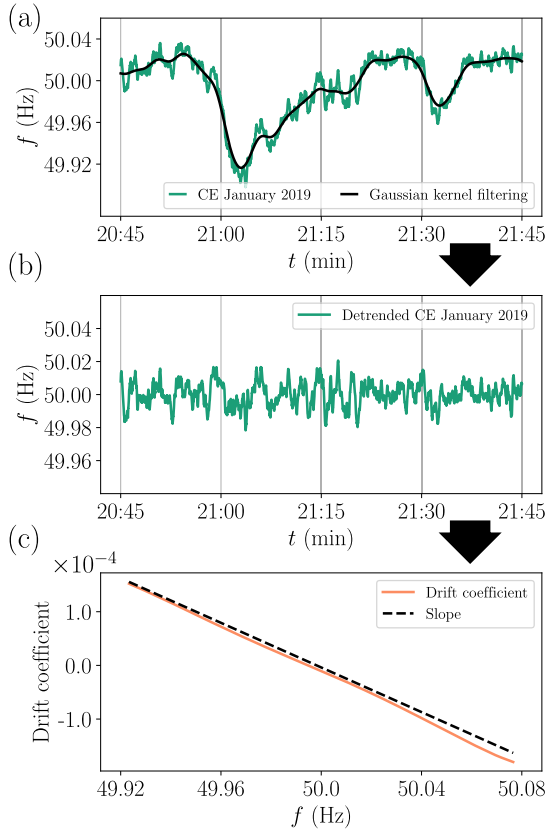 (a)
50.04
50.00
49.96
49.92
f (Hz)
CE January 2019
Gaussian kernel filtering
20:45 21:00 21:15 21:30 21:45
t (min)
(b)
50.04
50.02
50.00
49.98
49.96
f (Hz)
Detrended CE January 2019
20:45 21:00 21:15 21:30 21:45
t (min)
(c)
×10⁻⁴
1.0
0.0
-1.0
Drift coefficient
Drift coefficient
Slope
49.92 49.96 50.0 50.04 50.08
f (Hz)